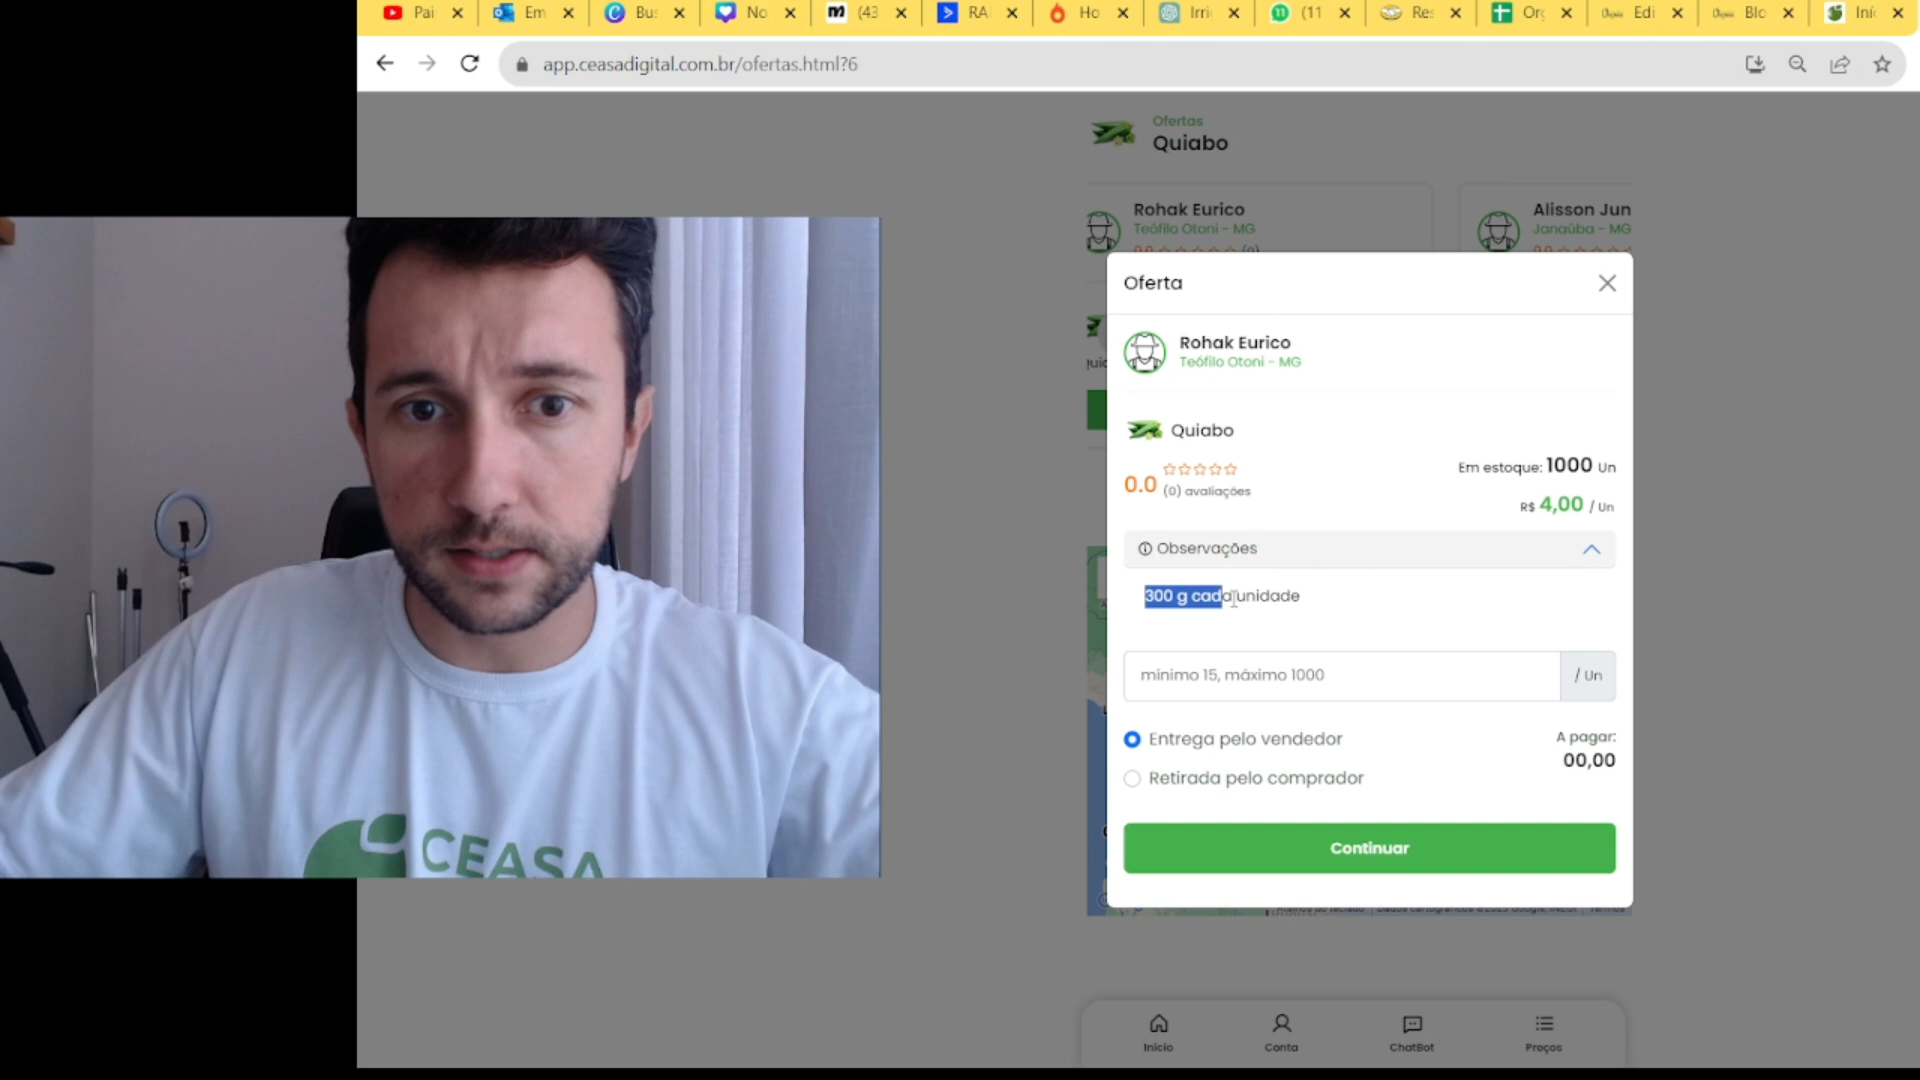 Pai
Em
Bu
No
(43
RA
Ho
Irri
(11
Re
Or
Edi
Blo
Iní
app.ceasadigital.com.br/ofertas.html?6
Ofertas
Quiabo
Rohak Eurico
Teófilo Otoni - MG
Alisson Jun
Janaúba - MG
Oferta
Rohak Eurico
Teófilo Otoni - MG
Quiabo
Em estoque: 1000 Un
0.0
(0) avaliações
R$ 4,00 / Un
Observações
300 g cada unidade
mínimo 15, máximo 1000
/ Un
Entrega pelo vendedor
A pagar:
00,00
Retirada pelo comprador
Continuar
CEASA
Início
Conta
ChatBot
Preços